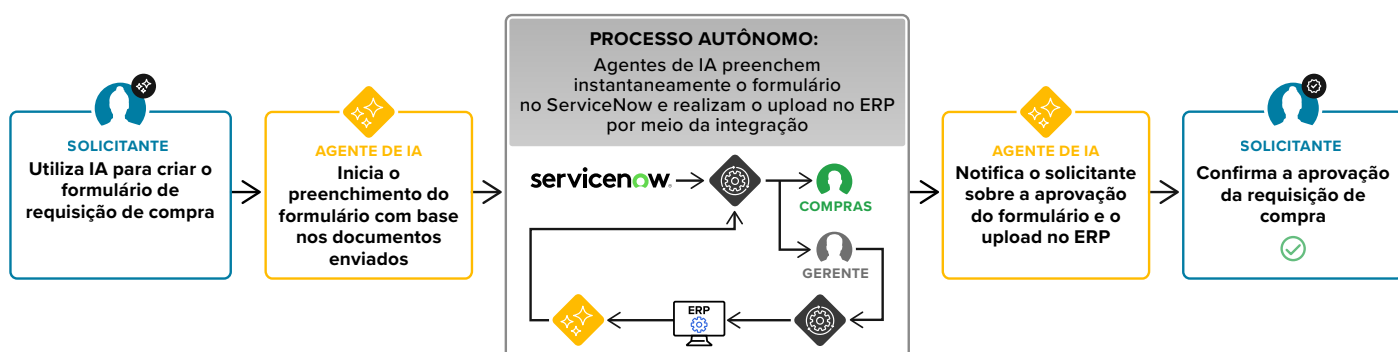 SOLICITANTE
Utiliza IA para criar o
formulário de
requisição de compra
AGENTE DE IA
Inicia o
preenchimento do
formulário com base
nos documentos
enviados
PROCESSO AUTÔNOMO:
Agentes de IA preenchem
instantaneamente o formulário
no ServiceNow e realizam o upload no ERP
por meio da integração
servicenow
COMPRAS
GERENTE
ERP
AGENTE DE IA
Notifica o solicitante
sobre a aprovação
do formulário e o
upload no ERP
SOLICITANTE
Confirma a aprovação
da requisição de
compra